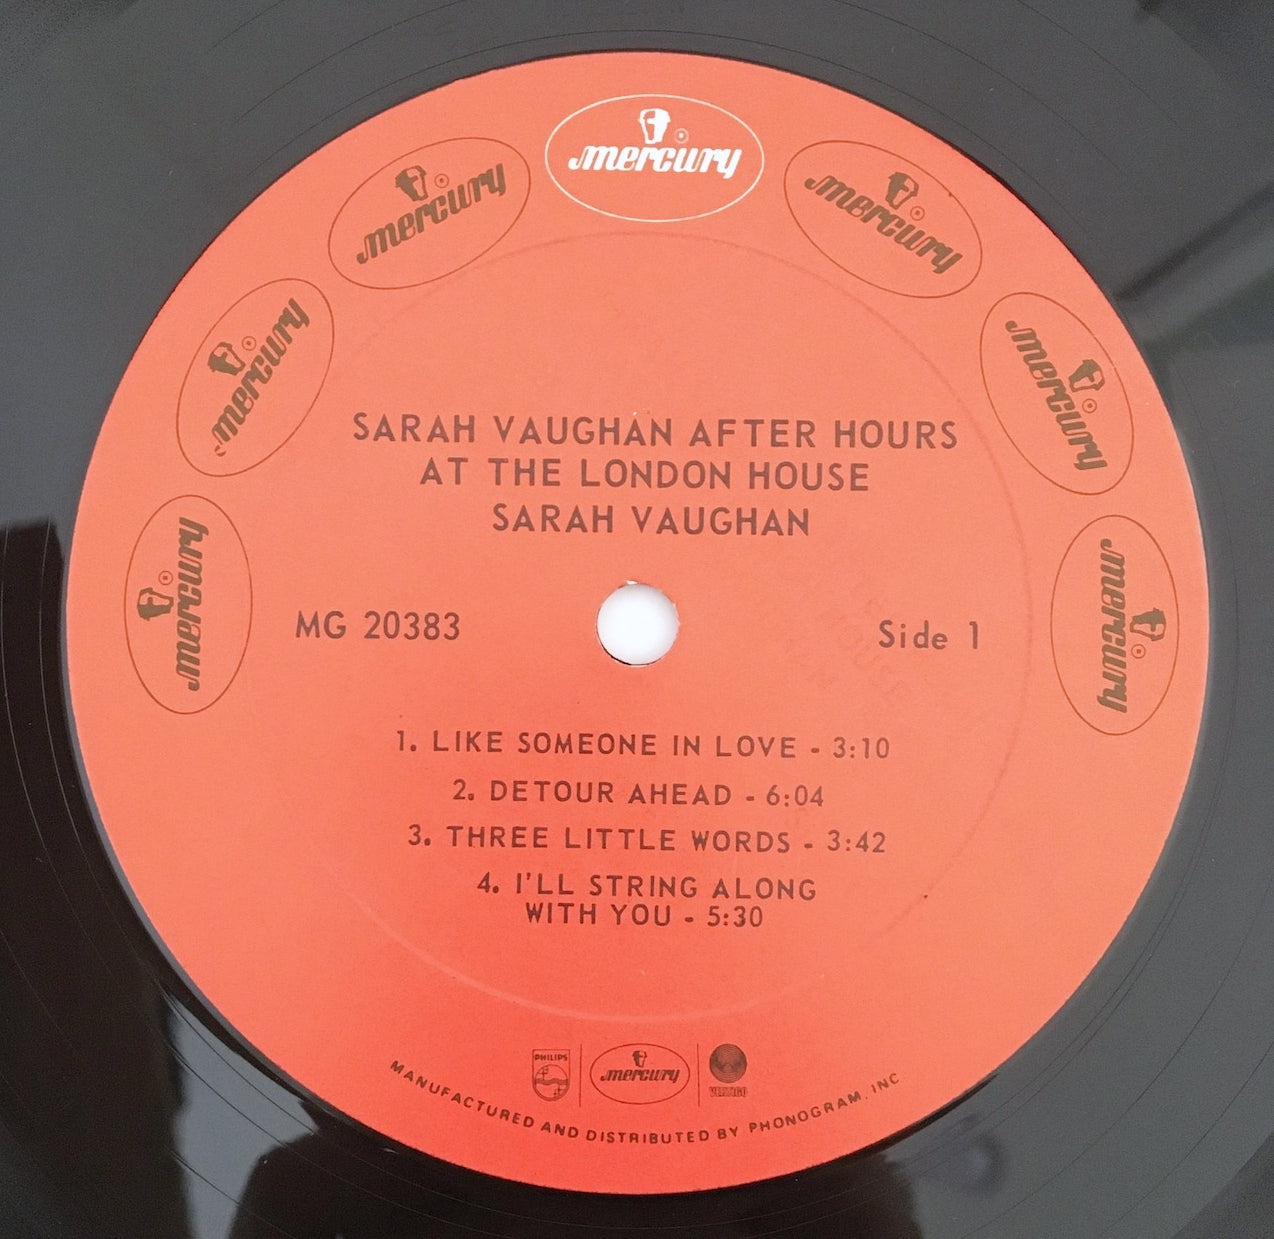 mercury
mercury
mercury
mercury
mercury
mercury
mercury
SARAH VAUGHAN AFTER HOURS
AT THE LONDON HOUSE
SARAH VAUGHAN
MG 20383
Side 1
1. LIKE SOMEONE IN LOVE - 3:10
2. DETOUR AHEAD - 6:04
3. THREE LITTLE WORDS - 3:42
4. I'LL STRING ALONG
WITH YOU - 5:30
PHILIPS
mercury
VERTIGO
MANUFACTURED AND DISTRIBUTED BY PHONOGRAM, INC